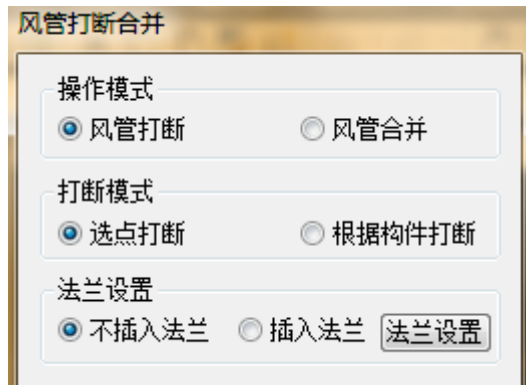 风管打断合并
操作模式
风管打断 风管合并
打断模式
选点打断 根据构件打断
法兰设置
不插入法兰 插入法兰 法兰设置